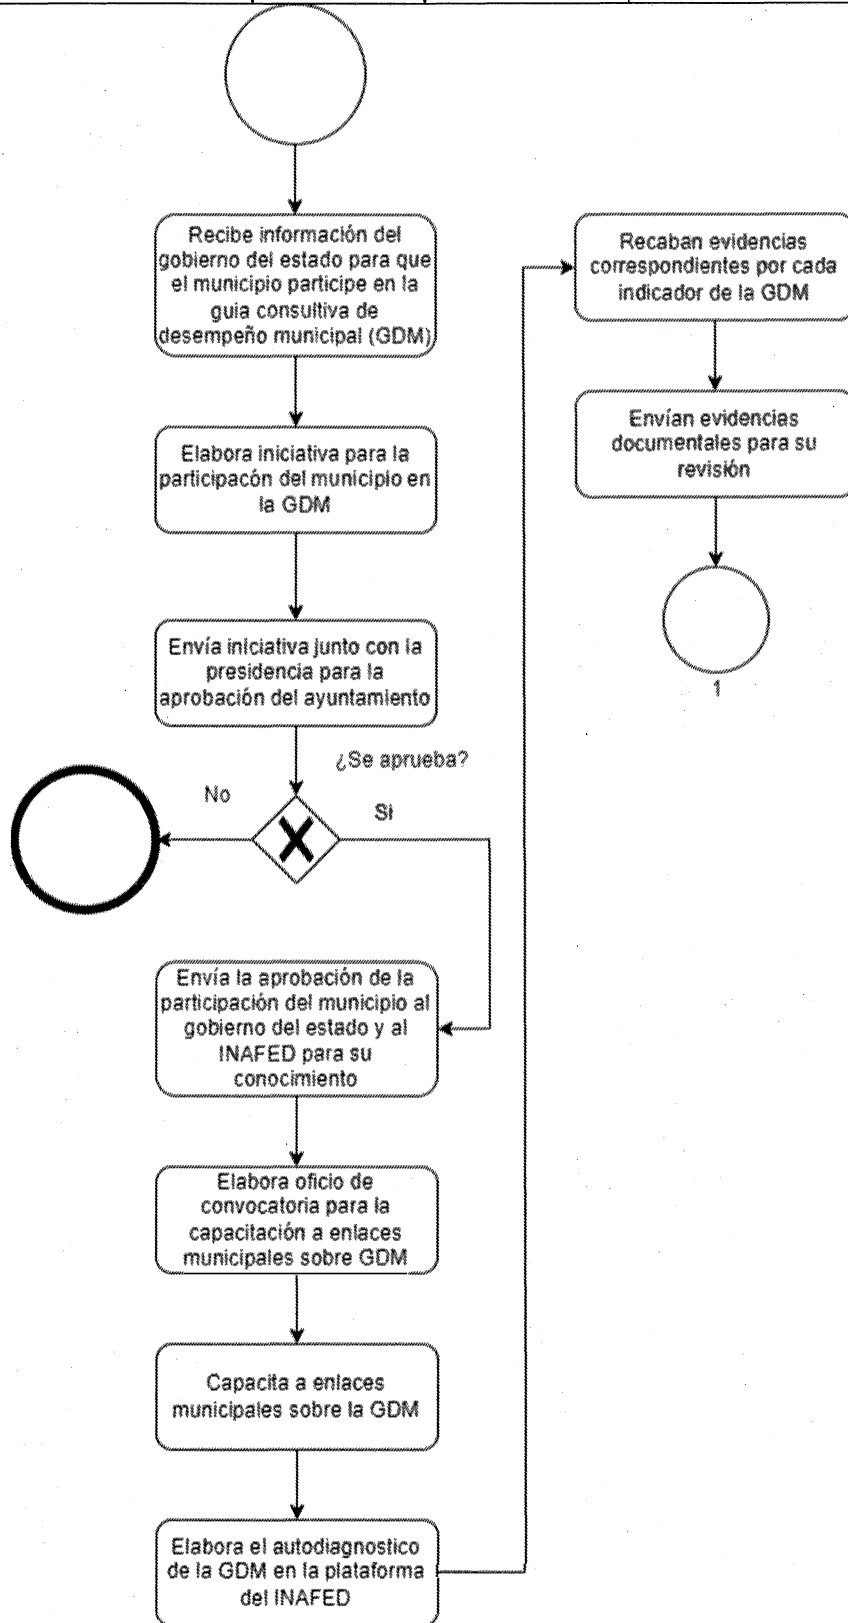 Recibe información del
gobierno del estado para que
el municipio participe en la
guia consultiva de
desempeño municipal (GDM)
Elabora iniciativa para la
participacón del municipio en
la GDM
Envía iniciativa junto con la
presidencia para la
aprobación del ayuntamiento
¿Se aprueba?
No
Si
Envía la aprobación de la
participación del municipio al
gobierno del estado y al
INAFED para su
conocimiento
Elabora oficio de
convocatoria para la
capacitación a enlaces
municipales sobre GDM
Capacita a enlaces
municipales sobre la GDM
Elabora el autodiagnostico
de la GDM en la plataforma
del INAFED
Recaban evidencias
correspondientes por cada
indicador de la GDM
Envían evidencias
documentales para su
revisión
1